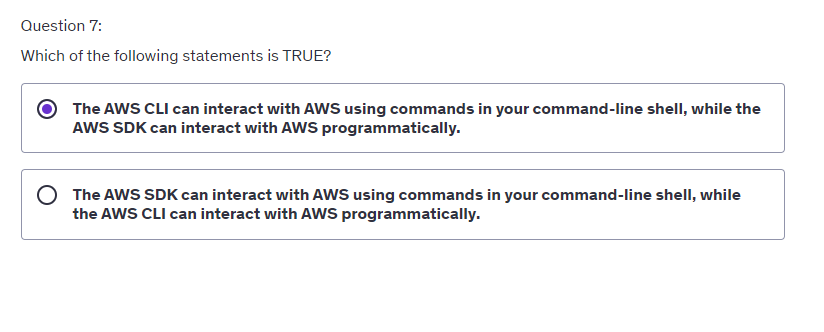 Question 7:
Which of the following statements is TRUE?
The AWS CLI can interact with AWS using commands in your command-line shell, while the
AWS SDK can interact with AWS programmatically.
The AWS SDK can interact with AWS using commands in your command-line shell, while
the AWS CLI can interact with AWS programmatically.